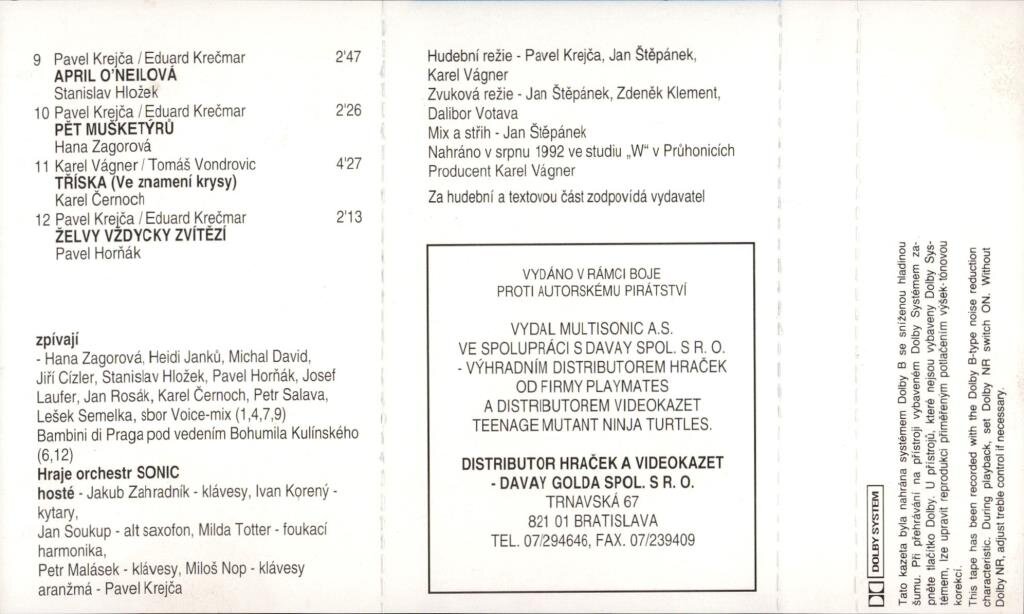 9 Pavel Krejča / Eduard Krečmar 2'47
APRIL O'NEILOVÁ
Stanislav Hložek
10 Pavel Krejča / Eduard Krečmar 2'26
PĚT MUŠKETÝRŮ
Hana Zagorová
11 Karel Vágner / Tomáš Vondrovic 4'27
TŘÍSKA (Ve znamení krysy)
Karel Černoch
12 Pavel Krejča / Eduard Krečmar 2'13
ŽELVY VŽDYCKY ZVÍTĚZÍ
Pavel Horňák
zpívají
- Hana Zagorová, Heidi Janků, Michal David,
Jiří Cízler, Stanislav Hložek, Pavel Horňák, Josef
Laufer, Jan Rosák, Karel Černoch, Petr Salava,
Lešek Semelka, sbor Voice-mix (1,4,7,9)
Bambini di Praga pod vedením Bohumila Kulínského
(6,12)
Hraje orchestr SONIC
hosté - Jakub Zahradník - klávesy, Ivan Korený -
kytary,
Jan Soukup - alt saxofon, Milda Totter - foukací
harmonika,
Petr Malásek - klávesy, Miloš Nop - klávesy
aranžmá - Pavel Krejča
Hudební režie - Pavel Krejča, Jan Štěpánek,
Karel Vágner
Zvuková režie - Jan Štěpánek, Zdeněk Klement,
Dalibor Votava
Mix a střih - Jan Štěpánek
Nahráno v srpnu 1992 ve studiu „W" v Průhonicích
Producent Karel Vágner
Za hudební a textovou část zodpovídá vydavatel
VYDÁNO V RÁMCI BOJE
PROTI AUTORSKÉMU PIRÁTSTVÍ
VYDAL MULTISONIC A.S.
VE SPOLUPRÁCI S DAVAY SPOL. S R. O.
- VÝHRADNÍM DISTRIBUTOREM HRAČEK
OD FIRMY PLAYMATES
A DISTRIBUTOREM VIDEOKAZET
TEENAGE MUTANT NINJA TURTLES.
DISTRIBUTOR HRAČEK A VIDEOKAZET
- DAVAY GOLDA SPOL. S R. O.
TRNAVSKÁ 67
821 01 BRATISLAVA
TEL. 07/294646, FAX. 07/239409
DOLBY SYSTEM
Tato kazeta byla nahrána systémem Dolby B se sníženou hladinou
šumu. Při přehrávání na přístroji vybaveném Dolby Systémem za-
pněte tlačítko Dolby. U přístrojů, které nejsou vybaveny Dolby Sys-
témem, lze upravit reprodukci přiměřeným potlačením výšek-tónovou
korekcí.
This tape has been recorded with the Dolby B-type noise reduction
characteristic. During playback, set Dolby NR switch ON. Without
Dolby NR, adjust treble control if necessary.